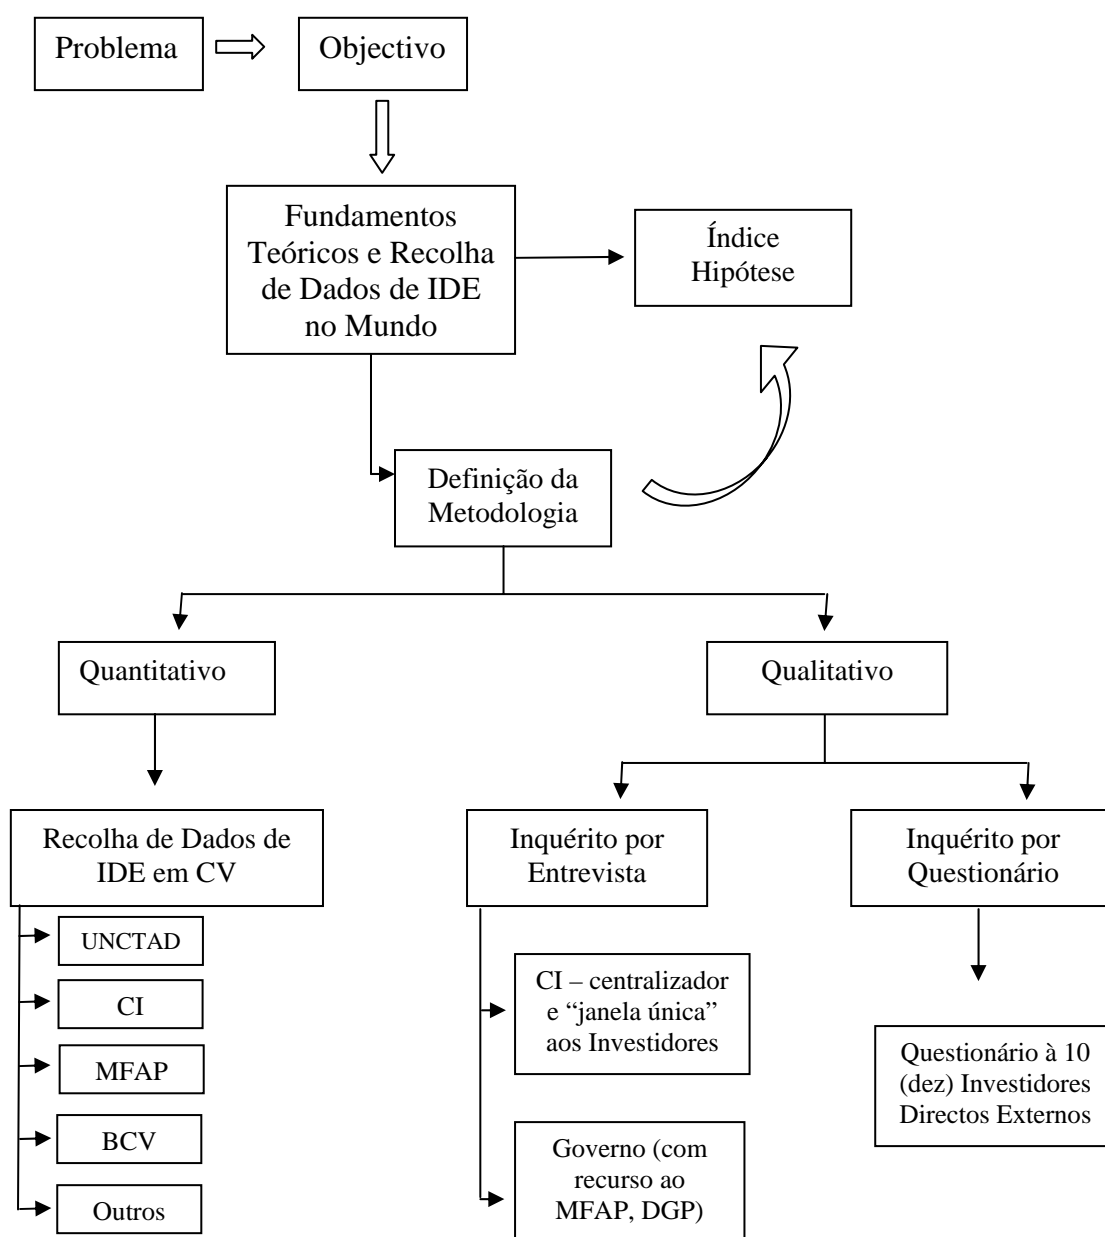 Problema
Objectivo
Fundamentos
Teóricos e Recolha
de Dados de IDE
no Mundo
Índice
Hipótese
Definição da
Metodologia
Quantitativo
Qualitativo
Recolha de Dados de
IDE em CV
Inquérito por
Entrevista
Inquérito por
Questionário
UNCTAD
CI
MFAP
BCV
Outros
CI – centralizador
e “janela única”
aos Investidores
Governo (com
recurso ao
MFAP, DGP)
Questionário à 10
(dez) Investidores
Directos Externos